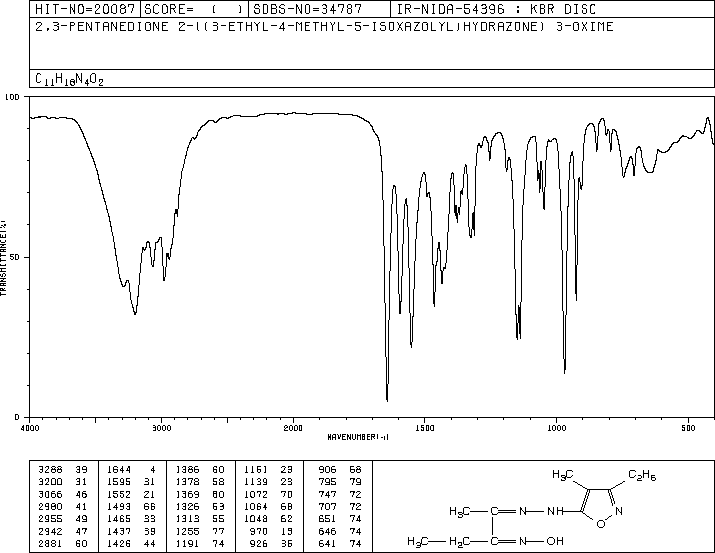 HIT-NO=20087 SCORE= ( ) SDBS-NO=34787 IR-NIDA-54396 : KBR DISC
2,3-PENTANEDIONE 2-((3-ETHYL-4-METHYL-5-ISOXAZOLYL)HYDRAZONE) 3-OXIME
C11H18N4O2
100
50
0
TRANSMITTANCE(%)
4000 3000 2000 1500 1000 500
WAVENUMBER(-1)
3288 39 1644 4 1386 60 1151 23 906 68
3200 31 1595 31 1378 58 1139 23 795 79
3066 46 1552 21 1369 60 1072 70 747 72
2980 41 1493 66 1326 53 1064 68 707 72
2955 49 1465 33 1313 55 1048 62 651 74
2942 47 1437 39 1255 77 970 13 646 74
2881 60 1426 44 1191 74 926 35 641 74
H3C C2H5
H3C N NH O N
H3C H2C N OH